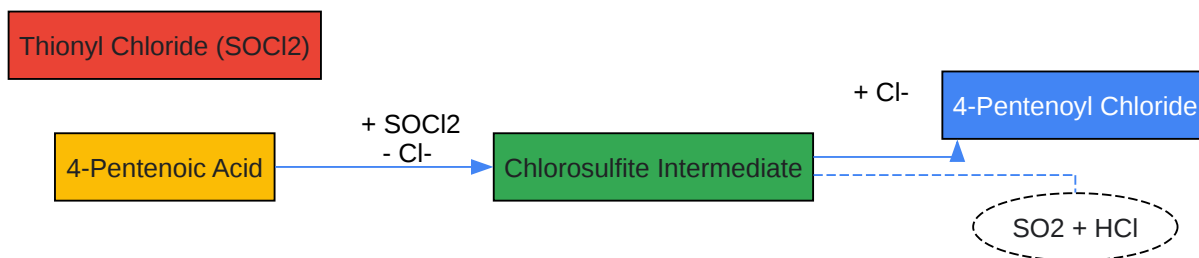 Thionyl Chloride (SOCl2)
+ Cl-
4-Pentenoyl Chloride
+ SOCl2
- Cl-
4-Pentenoic Acid
Chlorosulfite Intermediate
SO2 + HCl